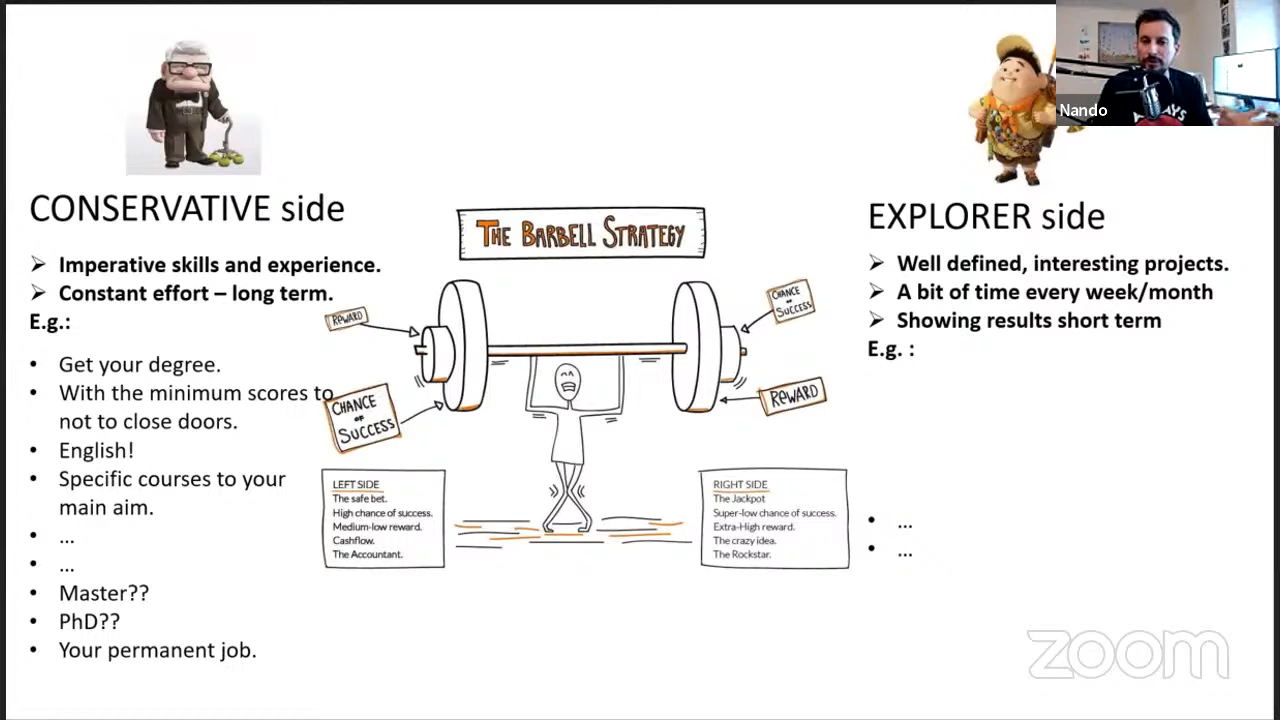 Nando
CONSERVATIVE side
➢ Imperative skills and experience.
➢ Constant effort – long term.
E.g.:
• Get your degree.
• With the minimum scores to
not to close doors.
• English!
• Specific courses to your
main aim.
• ...
• ...
• Master??
• PhD??
• Your permanent job.
THE BARBELL STRATEGY
REWARD
CHANCE
OF
SUCCESS
CHANCE
OF
SUCCESS
REWARD
LEFT SIDE
The safe bet.
High chance of success.
Medium-low reward.
Cashflow.
The Accountant.
RIGHT SIDE
The Jackpot
Super-low chance of success.
Extra-High reward.
The crazy idea.
The Rockstar.
EXPLORER side
➢ Well defined, interesting projects.
➢ A bit of time every week/month
➢ Showing results short term
E.g. :
• ...
• ...
zoom